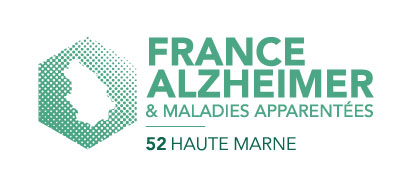 FRANCE
ALZHEIMER
& MALADIES APPARENTÉES
52 HAUTE MARNE